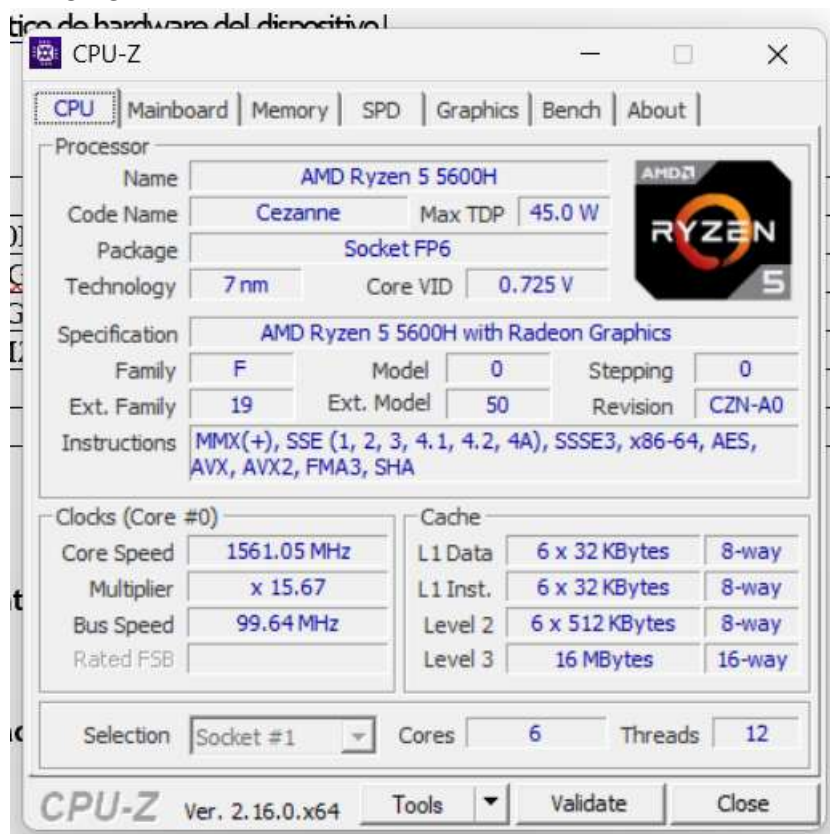 tico de hardware del dispositivo
CPU-Z
CPU Mainboard Memory SPD Graphics Bench About
Processor
Name AMD Ryzen 5 5600H
Code Name Cezanne Max TDP 45.0 W
Package Socket FP6
Technology 7 nm Core VID 0.725 V
AMD
RYZEN
5
Specification AMD Ryzen 5 5600H with Radeon Graphics
Family F Model 0 Stepping 0
Ext. Family 19 Ext. Model 50 Revision CZN-A0
Instructions MMX(+), SSE (1, 2, 3, 4.1, 4.2, 4A), SSSE3, x86-64, AES,
AVX, AVX2, FMA3, SHA
Clocks (Core #0)
Core Speed 1561.05 MHz
Multiplier x 15.67
Bus Speed 99.64 MHz
Rated FSB
Cache
L1 Data 6 x 32 KBytes 8-way
L1 Inst. 6 x 32 KBytes 8-way
Level 2 6 x 512 KBytes 8-way
Level 3 16 MBytes 16-way
Selection Socket #1 Cores 6 Threads 12
CPU-Z Ver. 2.16.0.x64 Tools Validate Close